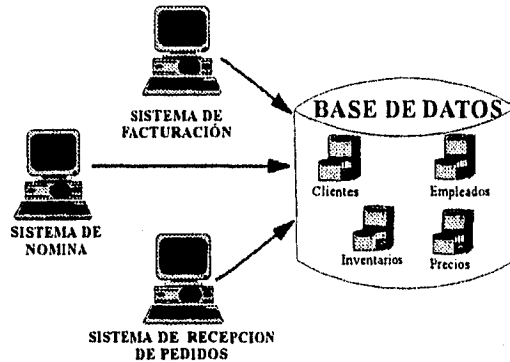 SISTEMA DE
FACTURACIÓN
BASE DE DATOS
Clientes
Empleados
SISTEMA DE
NOMINA
Inventarios
Precios
SISTEMA DE RECEPCION
DE PEDIDOS